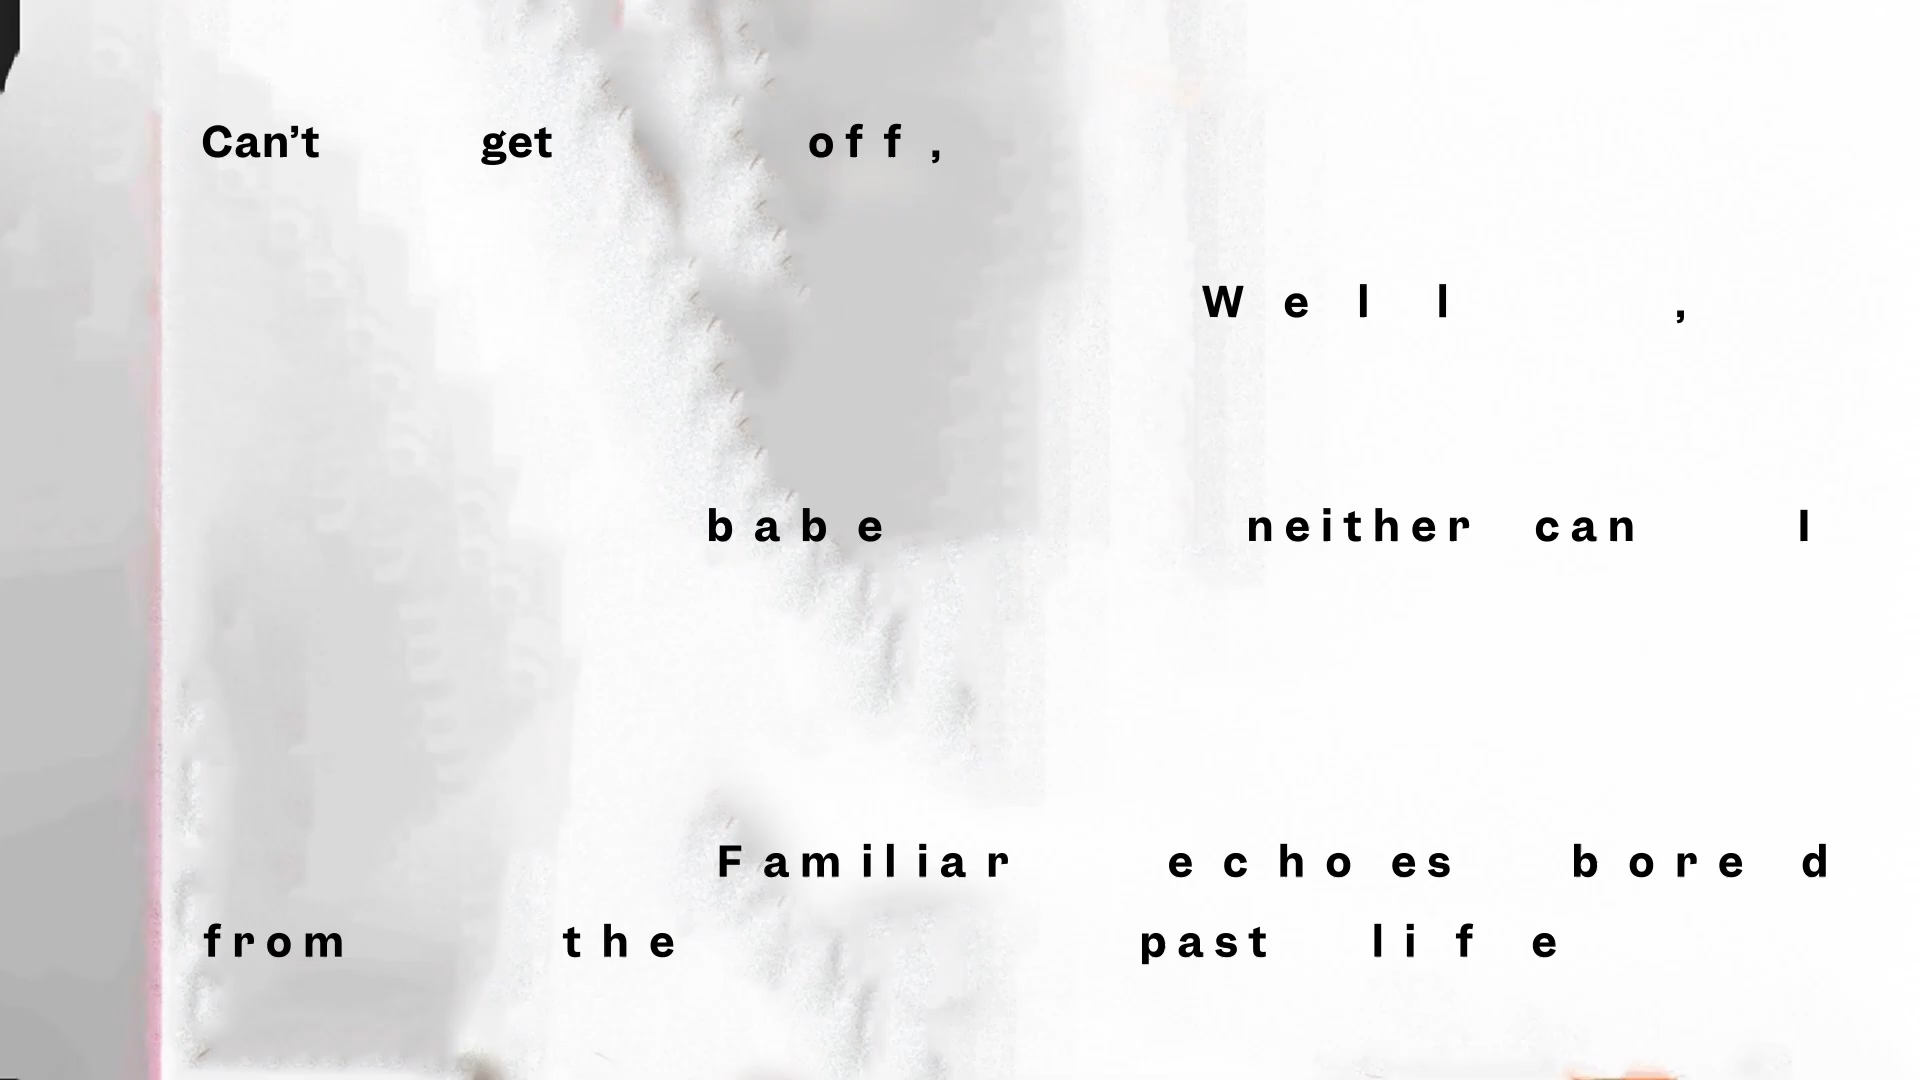 Can't get off,
Well,
babe neither can I
Familiar echoes bored
from the past life